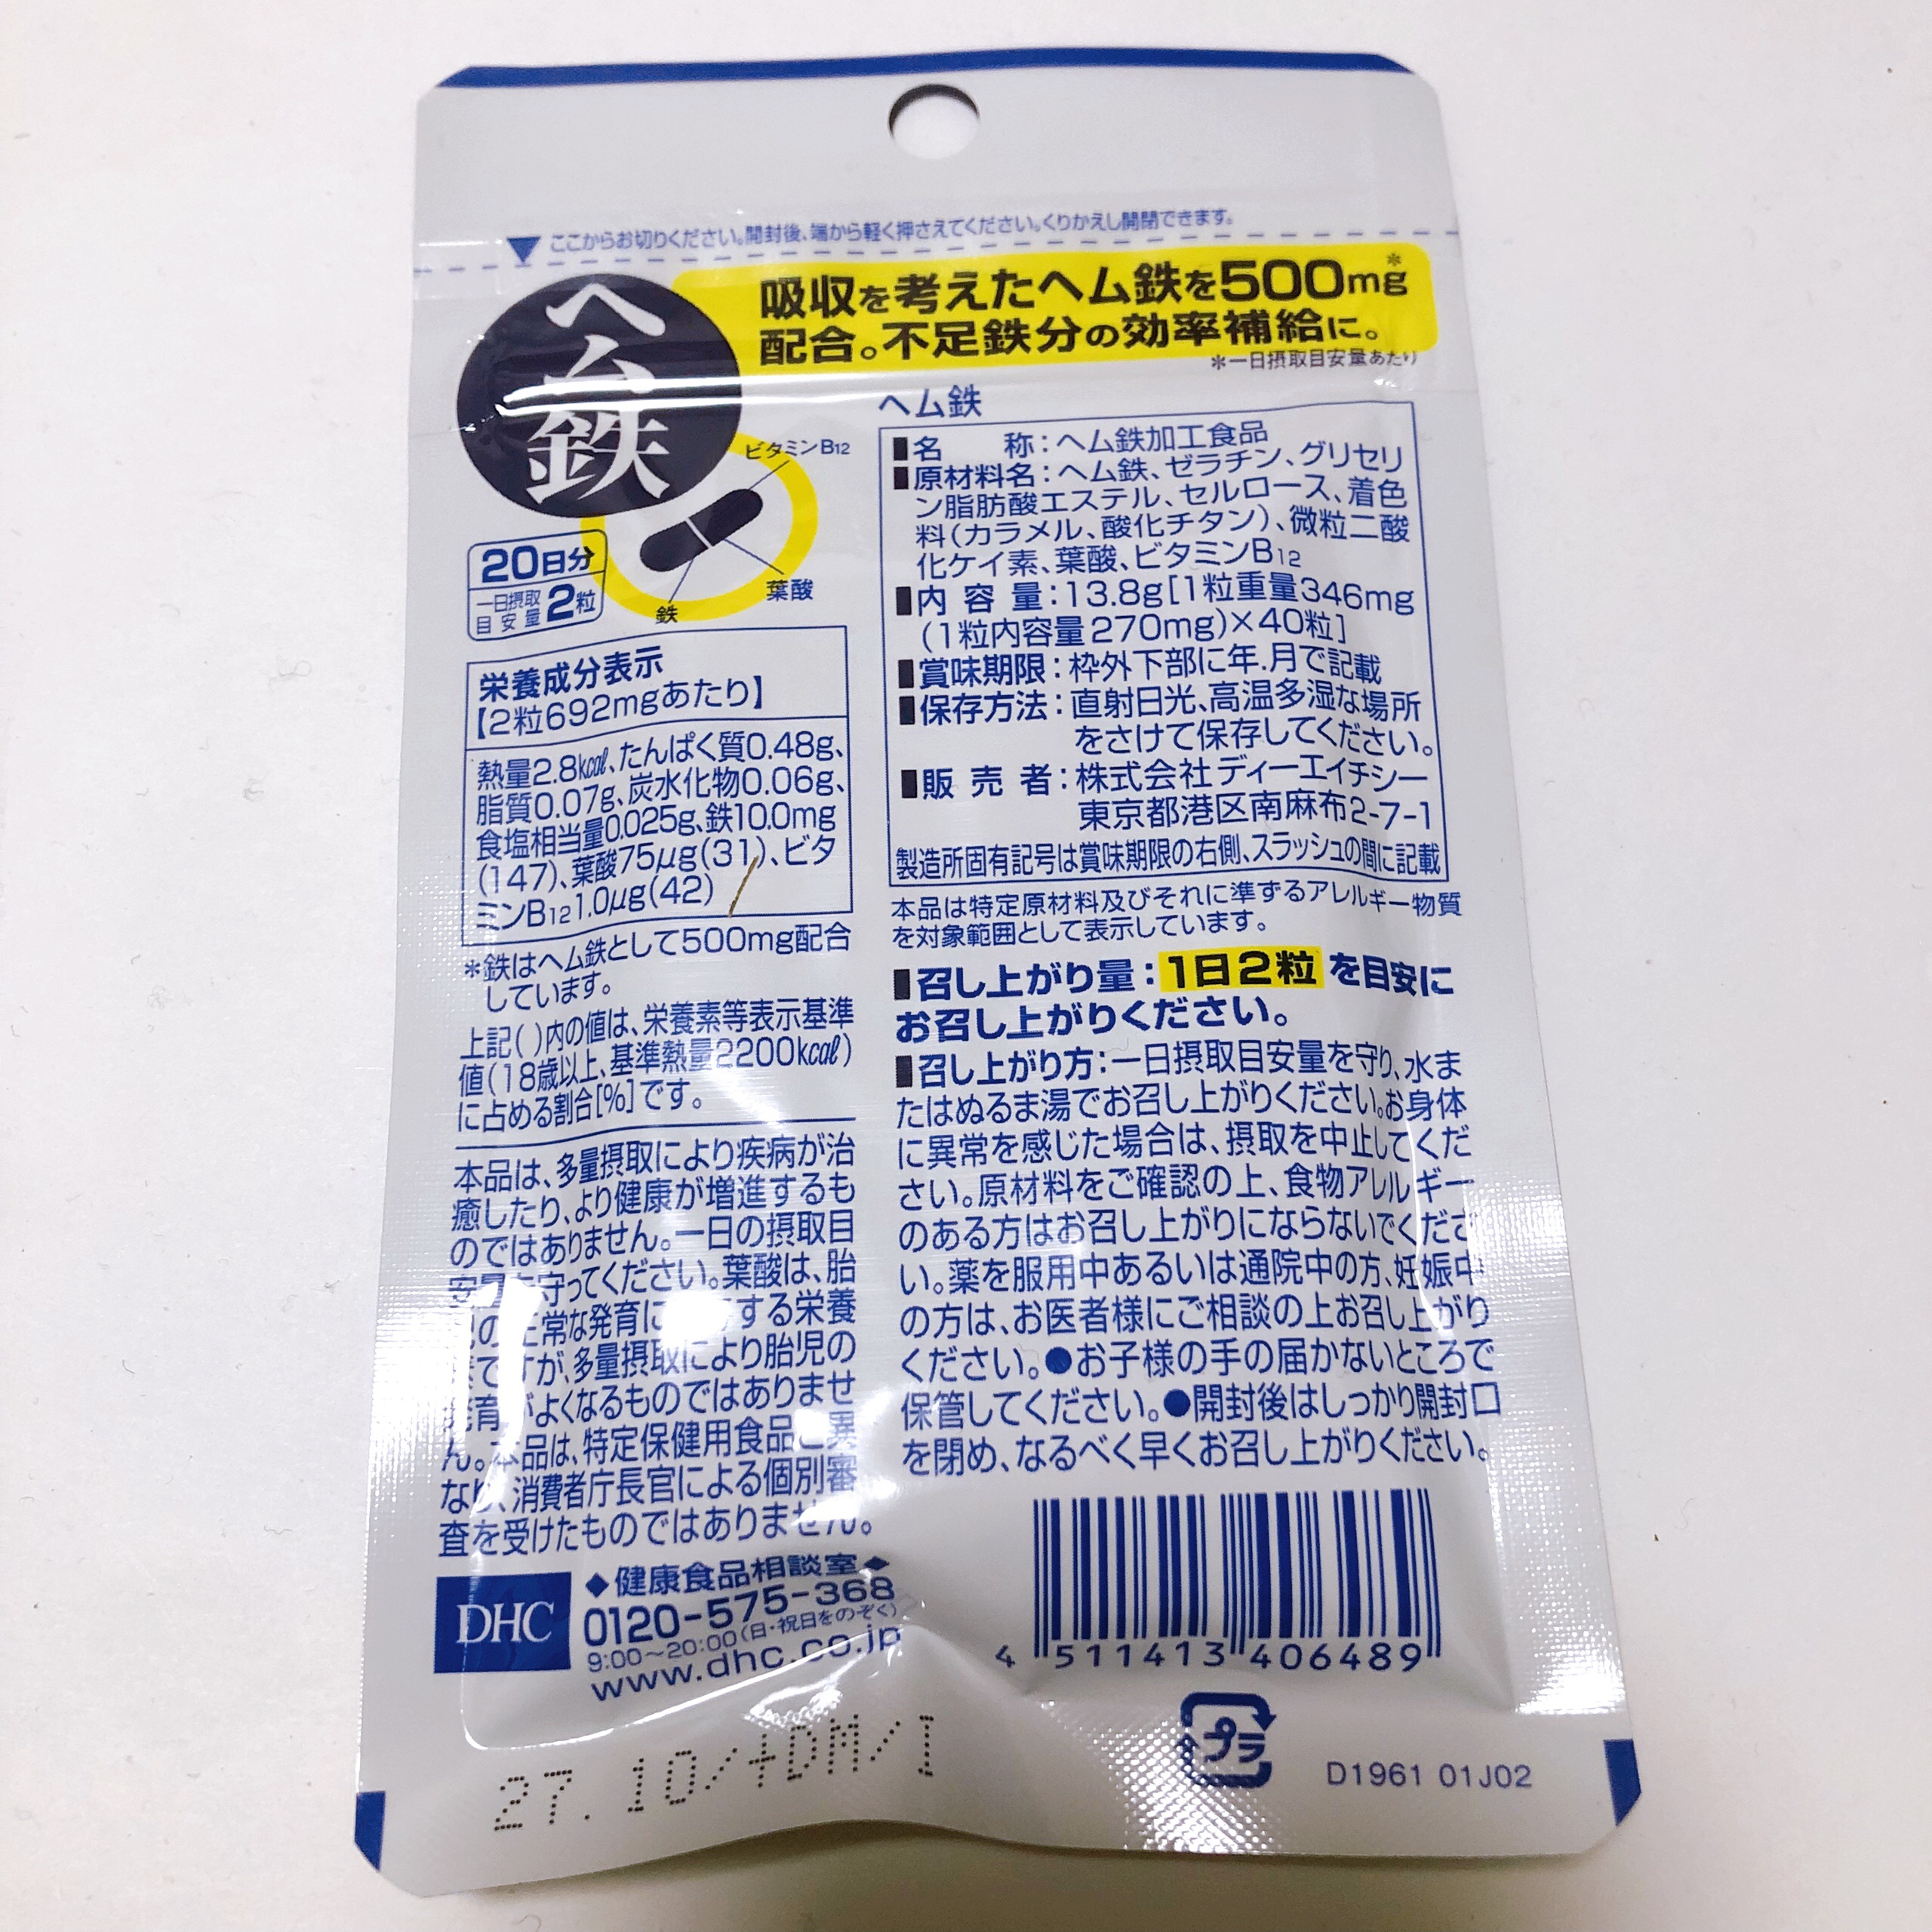 ここからお切りください。開封後、端から軽く押さえてください。くりかえし開閉できます。
ヘム鉄
吸収を考えたヘム鉄を500mg*
配合。不足鉄分の効率補給に。
*一日摂取目安量あたり
ビタミンB12
葉酸
鉄
20日分
一日摂取目安量2粒
栄養成分表示
【2粒692mgあたり】
熱量2.8kcal、たんぱく質0.48g、
脂質0.07g、炭水化物0.06g、
食塩相当量0.025g、鉄10.0mg
(147)、葉酸75μg(31)、ビタ
ミンB12 1.0μg(42)
*鉄はヘム鉄として500mg配合
しています。
上記( )内の値は、栄養素等表示基準
値(18歳以上、基準熱量2200kcal)
に占める割合[%]です。
本品は、多量摂取により疾病が治
癒したり、より健康が増進するも
のではありません。一日の摂取目
安量を守ってください。葉酸は、胎
の正常な発育に する栄養
ですが、多量摂取により胎児の
発育がよくなるものではありませ
ん。本品は、特定保健用食品と異
なり、消費者庁長官による個別審
査を受けたものではありません。
DHC
◆健康食品相談室◆
0120-575-368
9:00～20:00(日・祝日をのぞく)
www.dhc.co.jp
ヘム鉄
■名 称：ヘム鉄加工食品
■原材料名：ヘム鉄、ゼラチン、グリセリ
ン脂肪酸エステル、セルロース、着色
料(カラメル、酸化チタン)、微粒二酸
化ケイ素、葉酸、ビタミンB12
■内 容 量：13.8g[1粒重量346mg
(1粒内容量270mg)×40粒]
■賞味期限：枠外下部に年.月で記載
■保存方法：直射日光、高温多湿な場所
をさけて保存してください。
■販 売 者：株式会社ディーエイチシー
東京都港区南麻布2-7-1
製造所固有記号は賞味期限の右側、スラッシュの間に記載
本品は特定原材料及びそれに準ずるアレルギー物質
を対象範囲として表示しています。
■召し上がり量：1日2粒を目安に
お召し上がりください。
■召し上がり方：一日摂取目安量を守り、水ま
たはぬるま湯でお召し上がりください。お身体
に異常を感じた場合は、摂取を中止してくだ
さい。原材料をご確認の上、食物アレルギー
のある方はお召し上がりにならないでくださ
い。薬を服用中あるいは通院中の方、妊娠中
の方は、お医者様にご相談の上お召し上がり
ください。●お子様の手の届かないところで
保管してください。●開封後はしっかり開封口
を閉め、なるべく早くお召し上がりください。
4 511413 406489
プラ
D1961 01J02
27.10/+DM/I